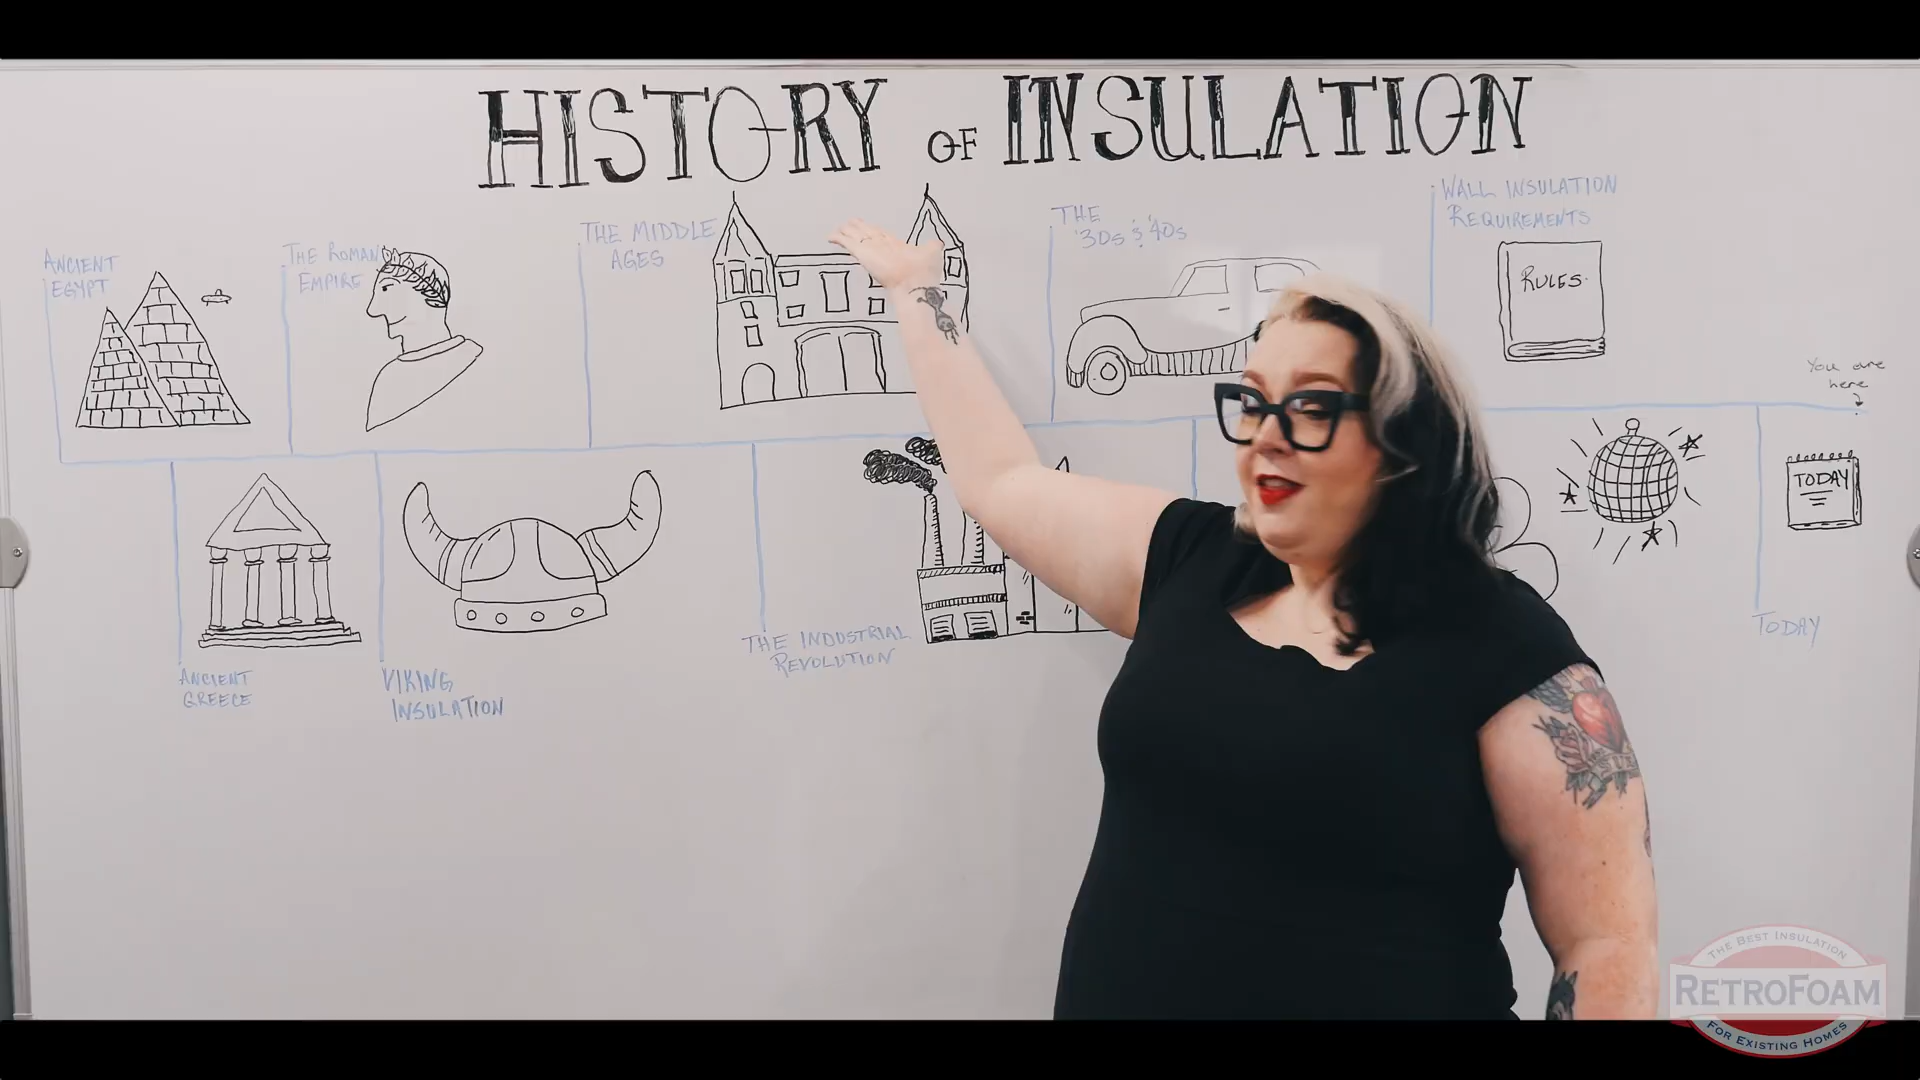 HISTORY OF INSULATION
ANCIENT
EGYPT
THE ROMAN
EMPIRE
THE MIDDLE
AGES
THE
'30s & '40s
WALL INSULATION
REQUIREMENTS
RULES.
You are
here
TODAY
ANCIENT
GREECE
VIKING
INSULATION
THE INDUSTRIAL
REVOLUTION
TODAY
THE BEST INSULATION
RETROFOAM
FOR EXISTING HOMES